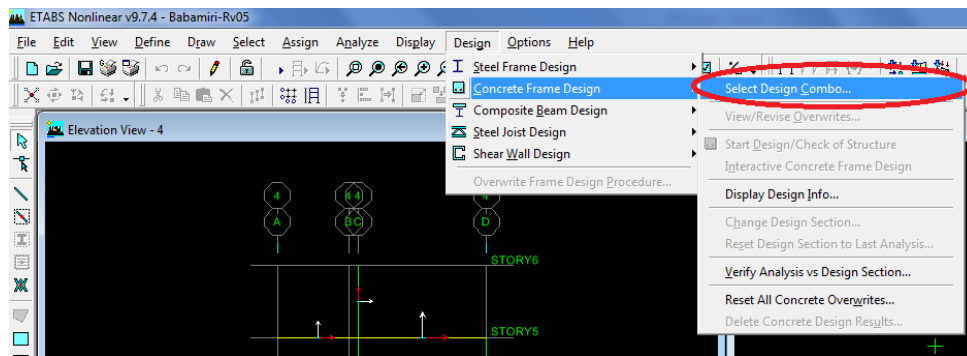 ETABS Nonlinear v9.7.4 - Babamiri-Rv05
File Edit View Define Draw Select Assign Analyze Display Design Options Help
Steel Frame Design
Concrete Frame Design
Composite Beam Design
Steel Joist Design
Shear Wall Design
Overwrite Frame Design Procedure...
Select Design Combo...
View/Revise Overwrites...
Start Design/Check of Structure
Interactive Concrete Frame Design
Display Design Info...
Change Design Section...
Reset Design Section to Last Analysis...
Verify Analysis vs Design Section...
Reset All Concrete Overwrites...
Delete Concrete Design Results...
Elevation View - 4
4 4 4 4
A B C D
STORY6
STORY5